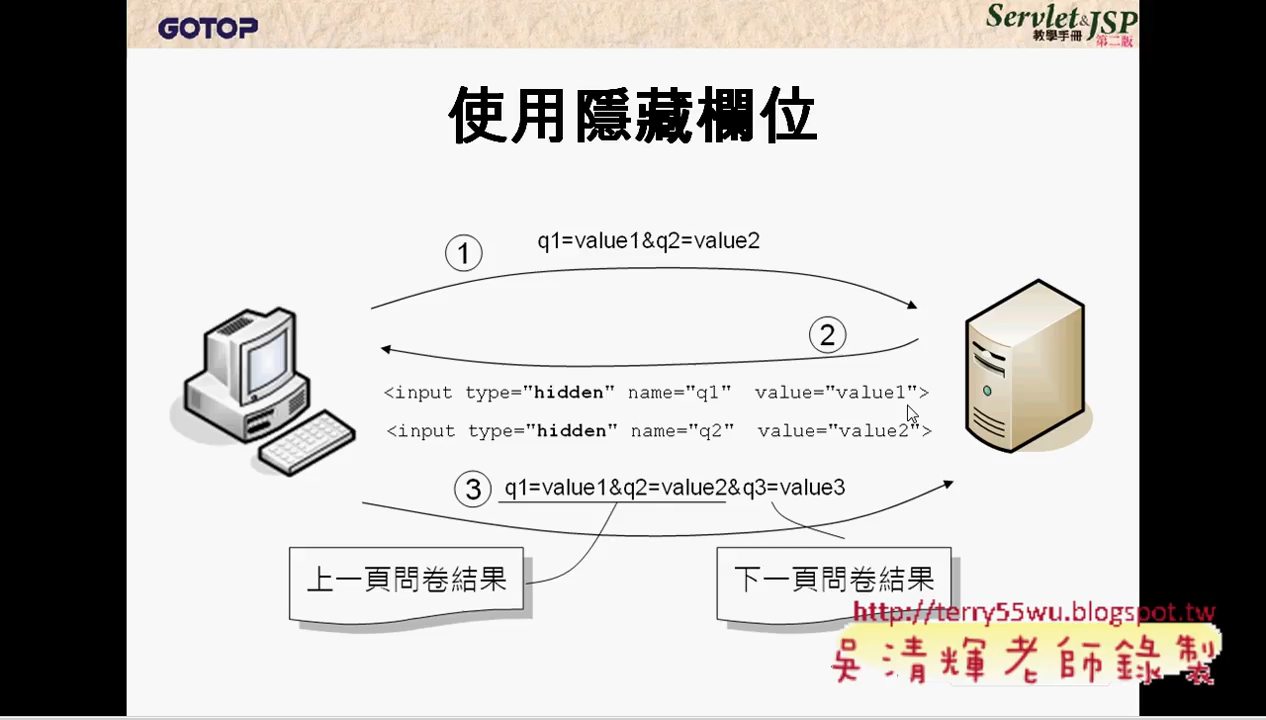 GOTOP
Servlet&JSP
教學手冊
第二版
使用隱藏欄位
1
q1=value1&q2=value2
2
<input type="hidden" name="q1" value="value1">
<input type="hidden" name="q2" value="value2">
3
q1=value1&q2=value2&q3=value3
上一頁問卷結果
下一頁問卷結果
http://terry55wu.blogspot.tw
吳清輝老師錄製